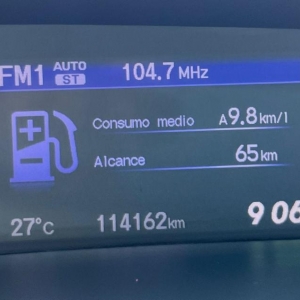 FM1 AUTO ST 104.7 MHz
Consumo medio A9.8 km/l
Alcance 65 km
27°C 114162 km 9 06